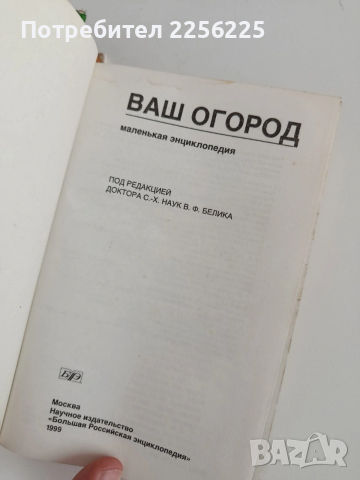 Потребител 2256225
ВАШ ОГОРОД
маленькая энциклопедия
ПОД РЕДАКЦИЕЙ
ДОКТОРА С.-Х. НАУК В. Ф. БЕЛИКА
БРЭ
Москва
Научное издательство
«Большая Российская энциклопедия»
1999
BAZAR
bg